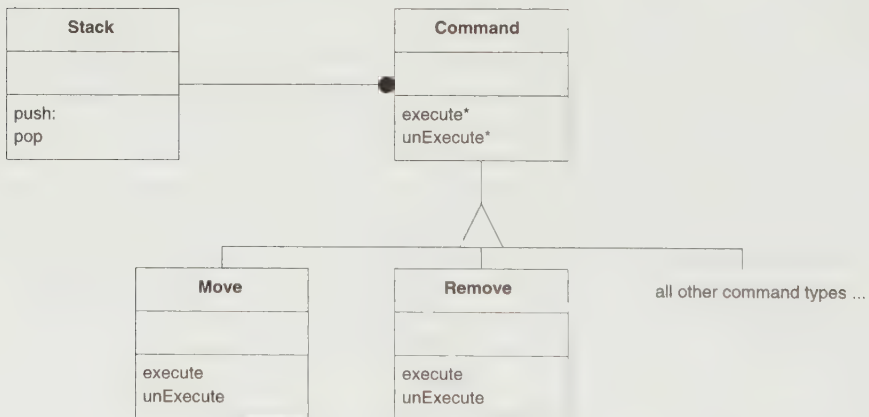 Stack
Command
push:
pop
execute*
unExecute*
Move
Remove
all other command types ...
execute
unExecute
execute
unExecute